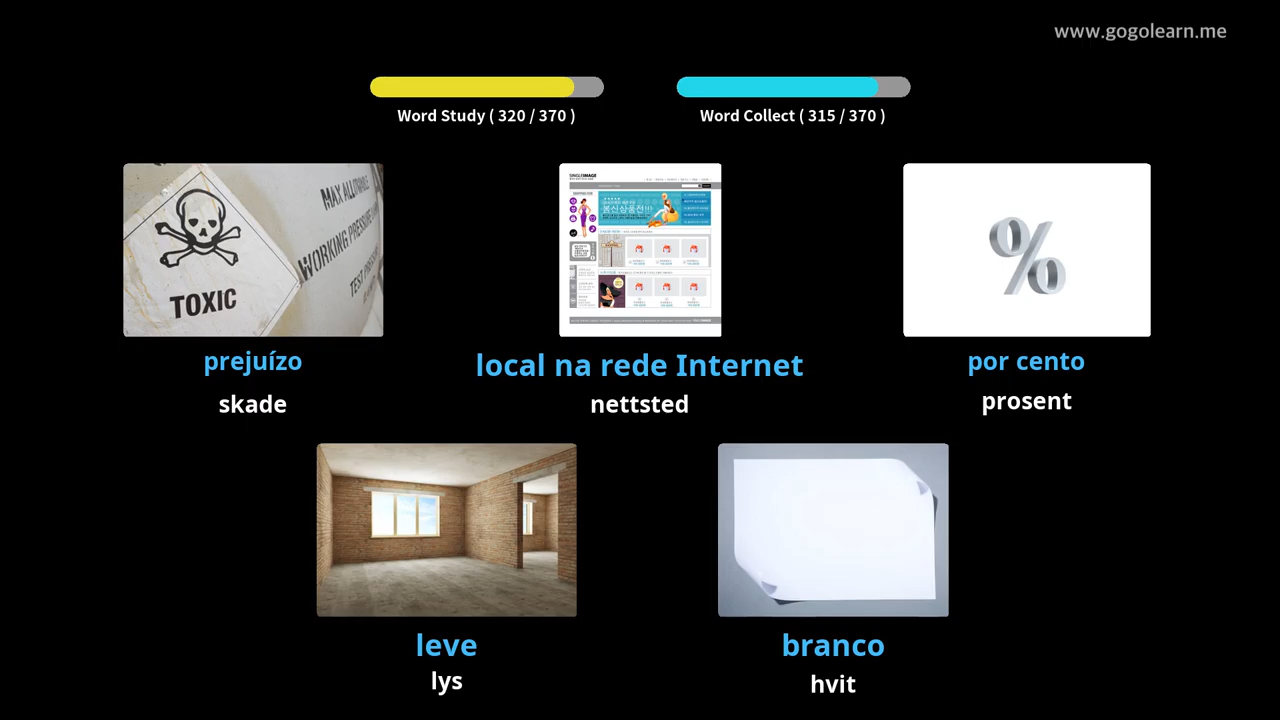 www.gogolearn.me
Word Study ( 320 / 370 )
Word Collect ( 315 / 370 )
MAX ALLOWABLE
WORKING PRESSURE
TOXIC
prejuízo
skade
local na rede Internet
nettsted
por cento
prosent
%
leve
lys
branco
hvit